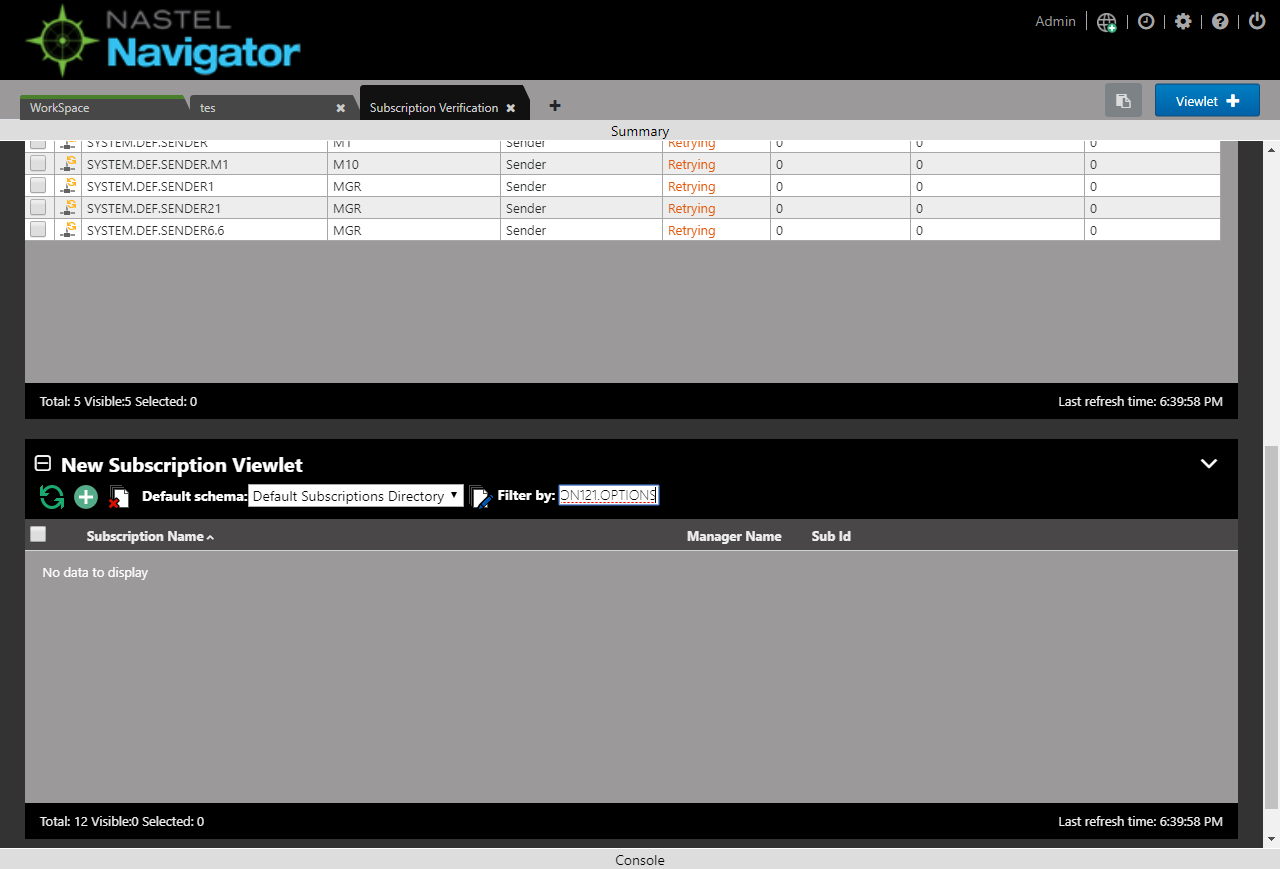 NASTEL
Navigator
Admin
WorkSpace
tes
Subscription Verification
Viewlet
Summary
SYSTEM.DEF.SENDER M1 Sender Retrying 0 0 0
SYSTEM.DEF.SENDER.M1 M10 Sender Retrying 0 0 0
SYSTEM.DEF.SENDER1 MGR Sender Retrying 0 0 0
SYSTEM.DEF.SENDER21 MGR Sender Retrying 0 0 0
SYSTEM.DEF.SENDER6.6 MGR Sender Retrying 0 0 0
Total: 5 Visible:5 Selected: 0 Last refresh time: 6:39:58 PM
New Subscription Viewlet
Default schema: Default Subscriptions Directory Filter by: ON121.OPTIONS
Subscription Name Manager Name Sub Id
No data to display
Total: 12 Visible:0 Selected: 0 Last refresh time: 6:39:58 PM
Console